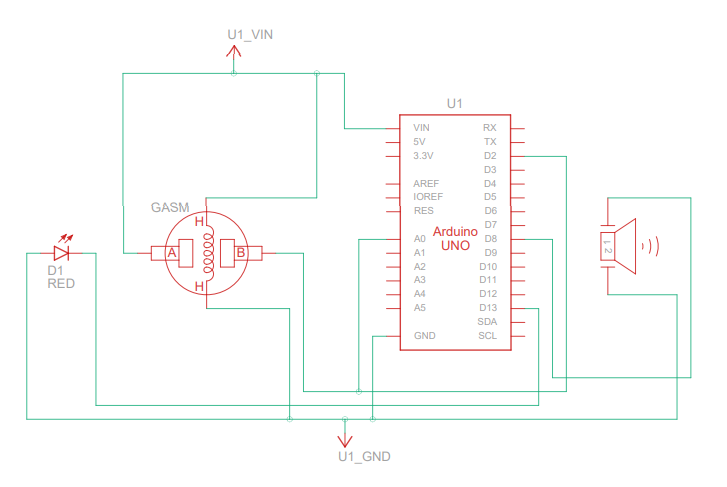 U1_VIN
U1
VIN RX
5V TX
3.3V D2
D3
AREF D4
IOREF D5
RES D6
D7
A0 D8
A1 D9
A2 D10
A3 D11
A4 D12
A5 D13
SDA
GND SCL
Arduino
UNO
GASM
H
A B
H
D1
RED
1 2
U1_GND